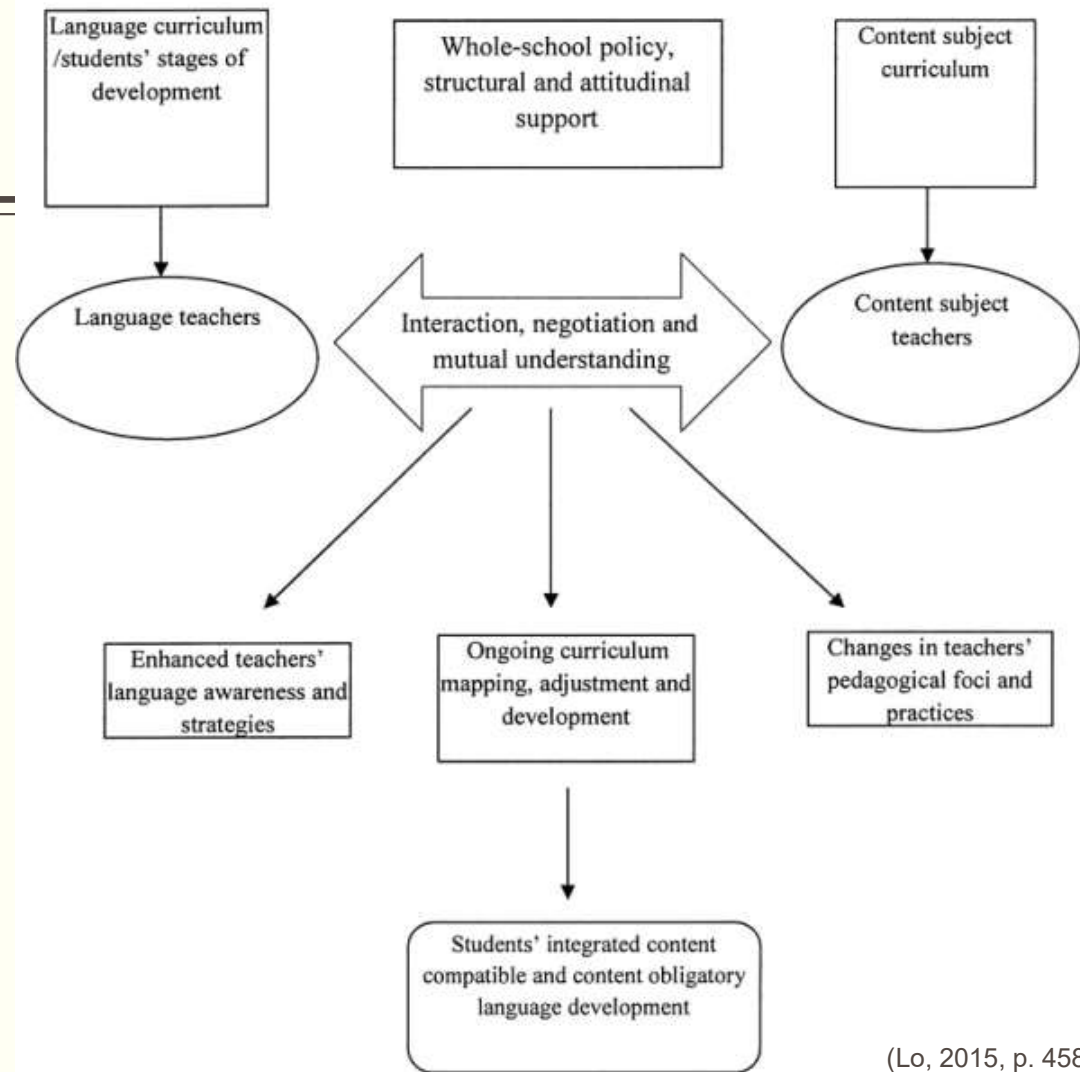 Language curriculum
/students' stages of
development
Whole-school policy,
structural and attitudinal
support
Content subject
curriculum
Language teachers
Interaction, negotiation and
mutual understanding
Content subject
teachers
Enhanced teachers'
language awareness and
strategies
Ongoing curriculum
mapping, adjustment and
development
Changes in teachers'
pedagogical foci and
practices
Students' integrated content
compatible and content obligatory
language development
(Lo, 2015, p. 458